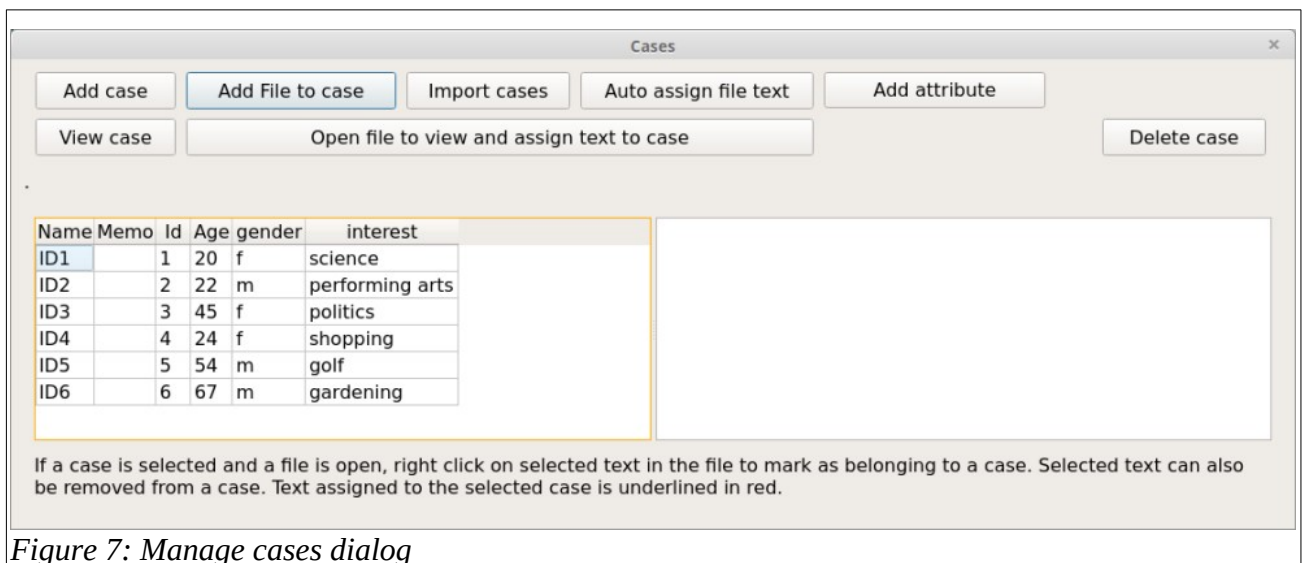 Cases ×
Add case Add File to case Import cases Auto assign file text Add attribute
View case Open file to view and assign text to case Delete case
.
Name Memo Id Age gender interest
ID1 1 20 f science
ID2 2 22 m performing arts
ID3 3 45 f politics
ID4 4 24 f shopping
ID5 5 54 m golf
ID6 6 67 m gardening
If a case is selected and a file is open, right click on selected text in the file to mark as belonging to a case. Selected text can also
be removed from a case. Text assigned to the selected case is underlined in red.
Figure 7: Manage cases dialog